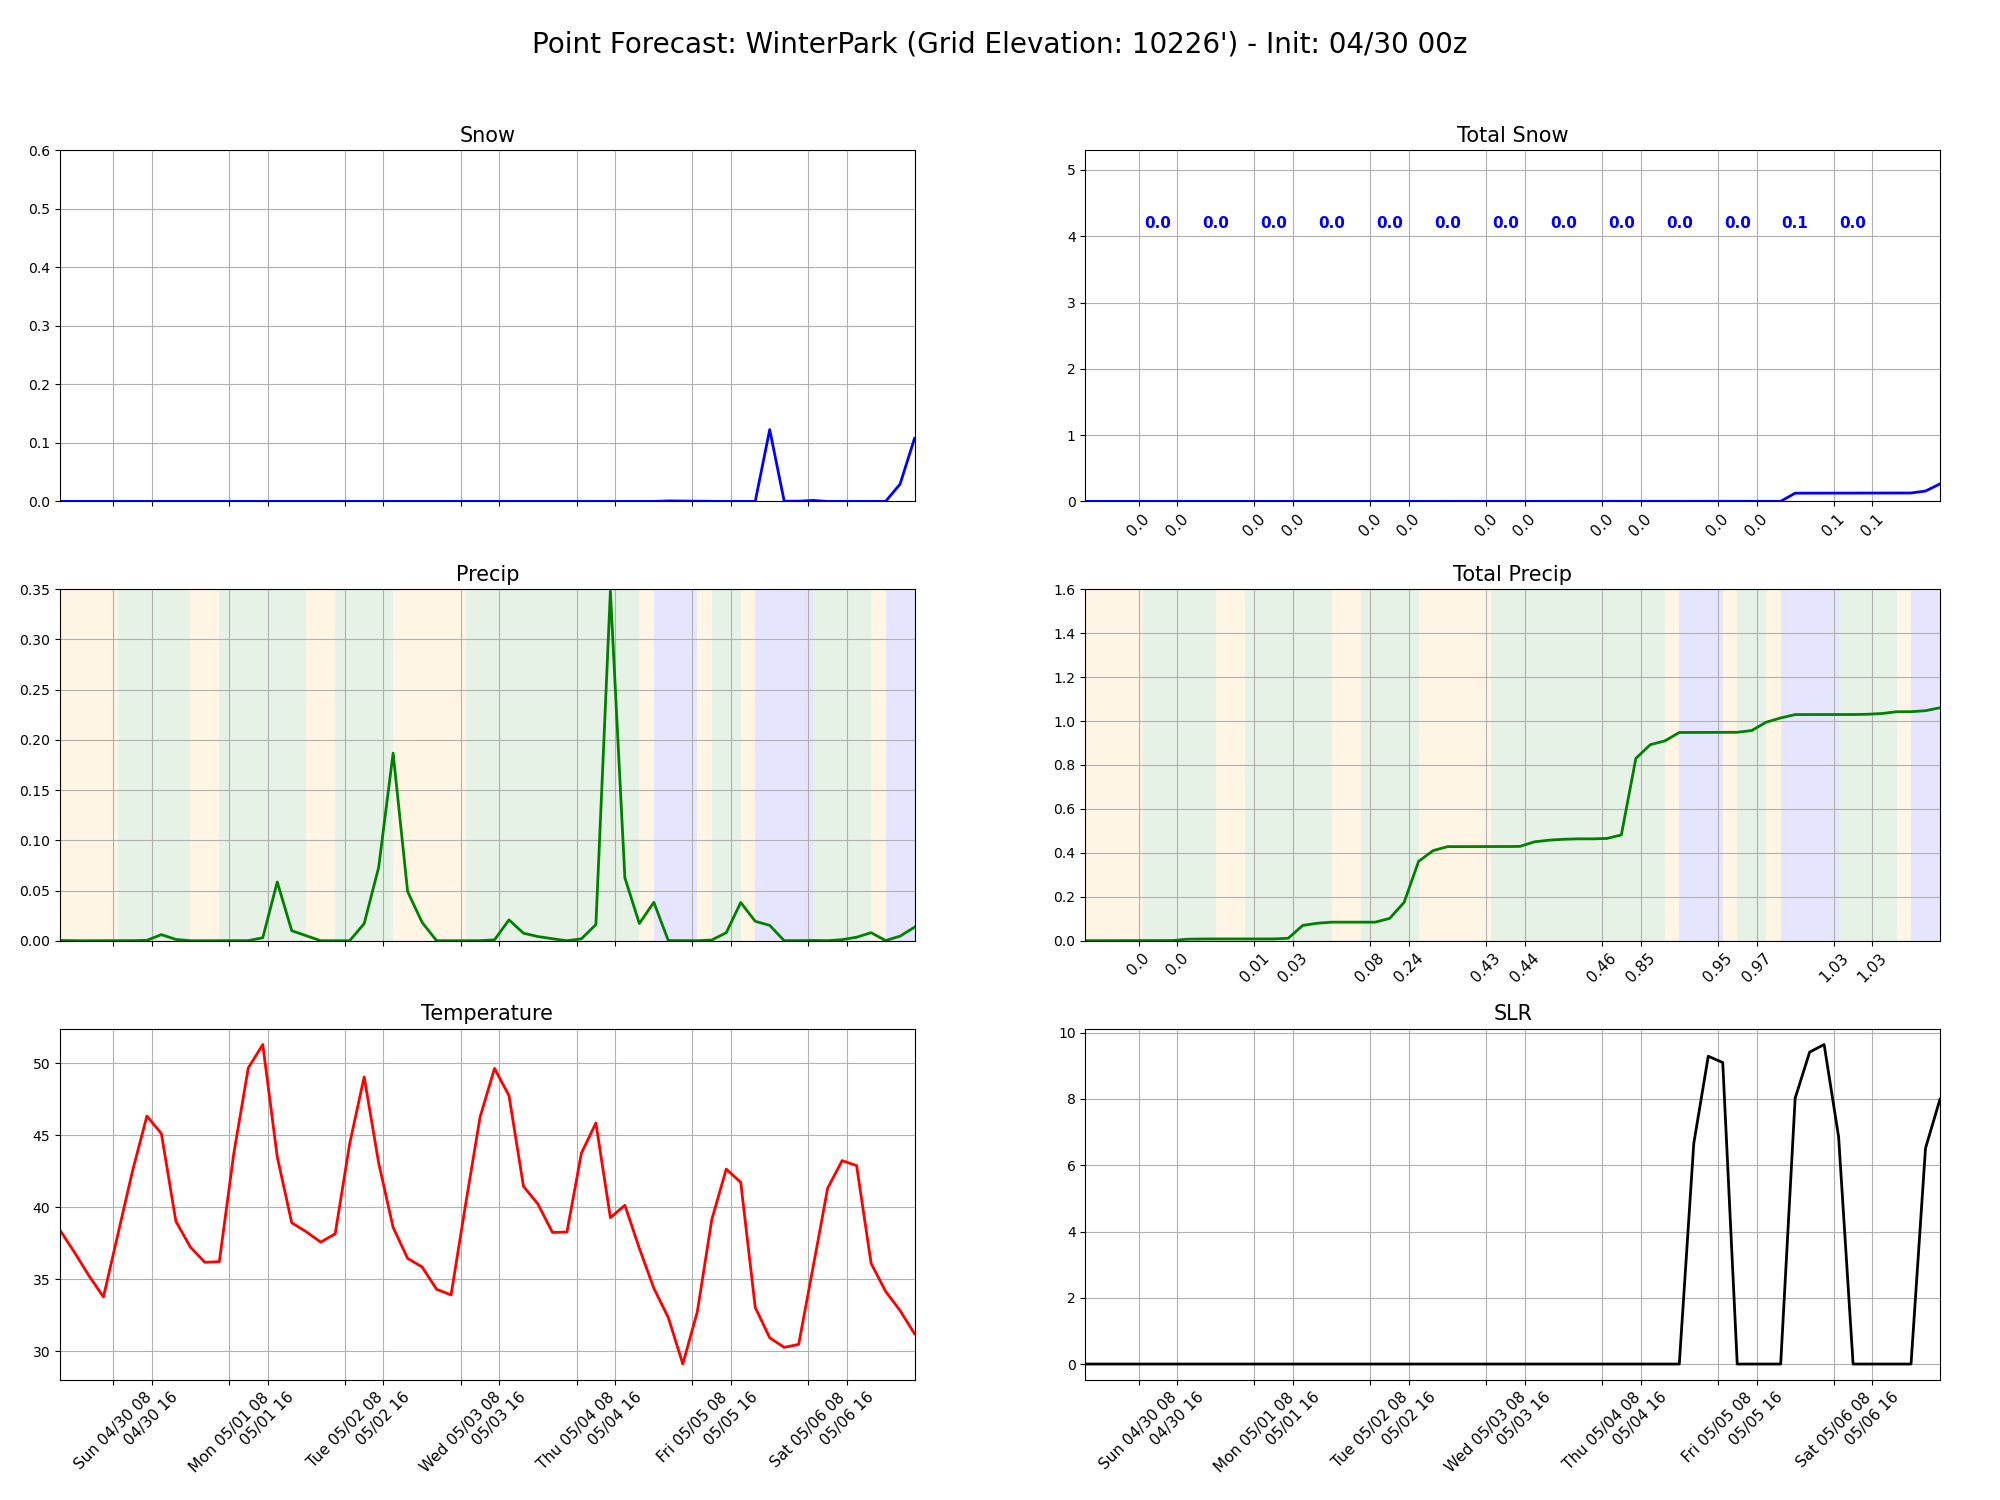 Point Forecast: WinterPark (Grid Elevation: 10226') - Init: 04/30 00z
Snow
0.6
0.5
0.4
0.3
0.2
0.1
0.0
Total Snow
5
4
3
2
1
0
0.0 0.0 0.0 0.0 0.0 0.0 0.0 0.0 0.0 0.0 0.0 0.1 0.0
0.0 0.0 0.0 0.0 0.0 0.0 0.0 0.0 0.0 0.0 0.0 0.0 0.1 0.1
Precip
0.35
0.30
0.25
0.20
0.15
0.10
0.05
0.00
Total Precip
1.6
1.4
1.2
1.0
0.8
0.6
0.4
0.2
0.0
0.0 0.0 0.01 0.03 0.08 0.24 0.43 0.44 0.46 0.85 0.95 0.97 1.03 1.03
Temperature
50
45
40
35
30
Sun 04/30 08
04/30 16
Mon 05/01 08
05/01 16
Tue 05/02 08
05/02 16
Wed 05/03 08
05/03 16
Thu 05/04 08
05/04 16
Fri 05/05 08
05/05 16
Sat 05/06 08
05/06 16
SLR
10
8
6
4
2
0
Sun 04/30 08
04/30 16
Mon 05/01 08
05/01 16
Tue 05/02 08
05/02 16
Wed 05/03 08
05/03 16
Thu 05/04 08
05/04 16
Fri 05/05 08
05/05 16
Sat 05/06 08
05/06 16